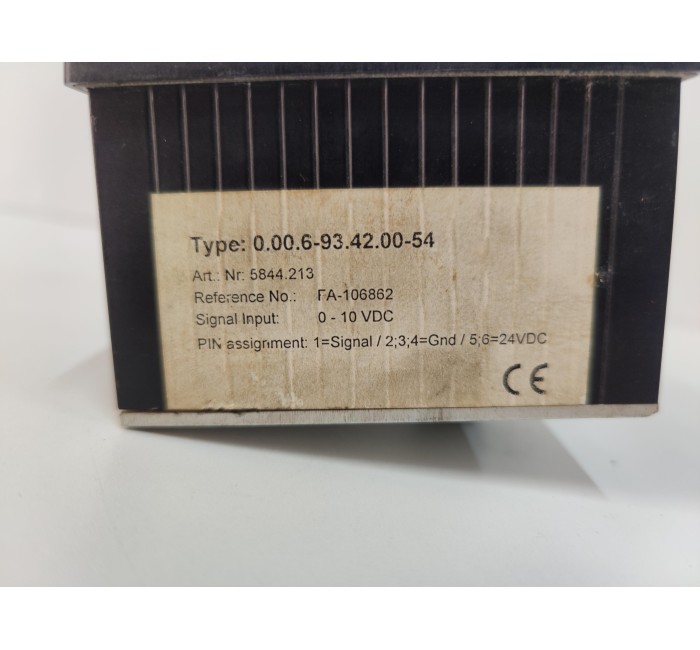 Type: 0.00.6-93.42.00-54
Art.: Nr: 5844.213
Reference No.: FA-106862
Signal Input: 0 - 10 VDC
PIN assignment: 1=Signal / 2;3;4=Gnd / 5;6=24VDC
CE